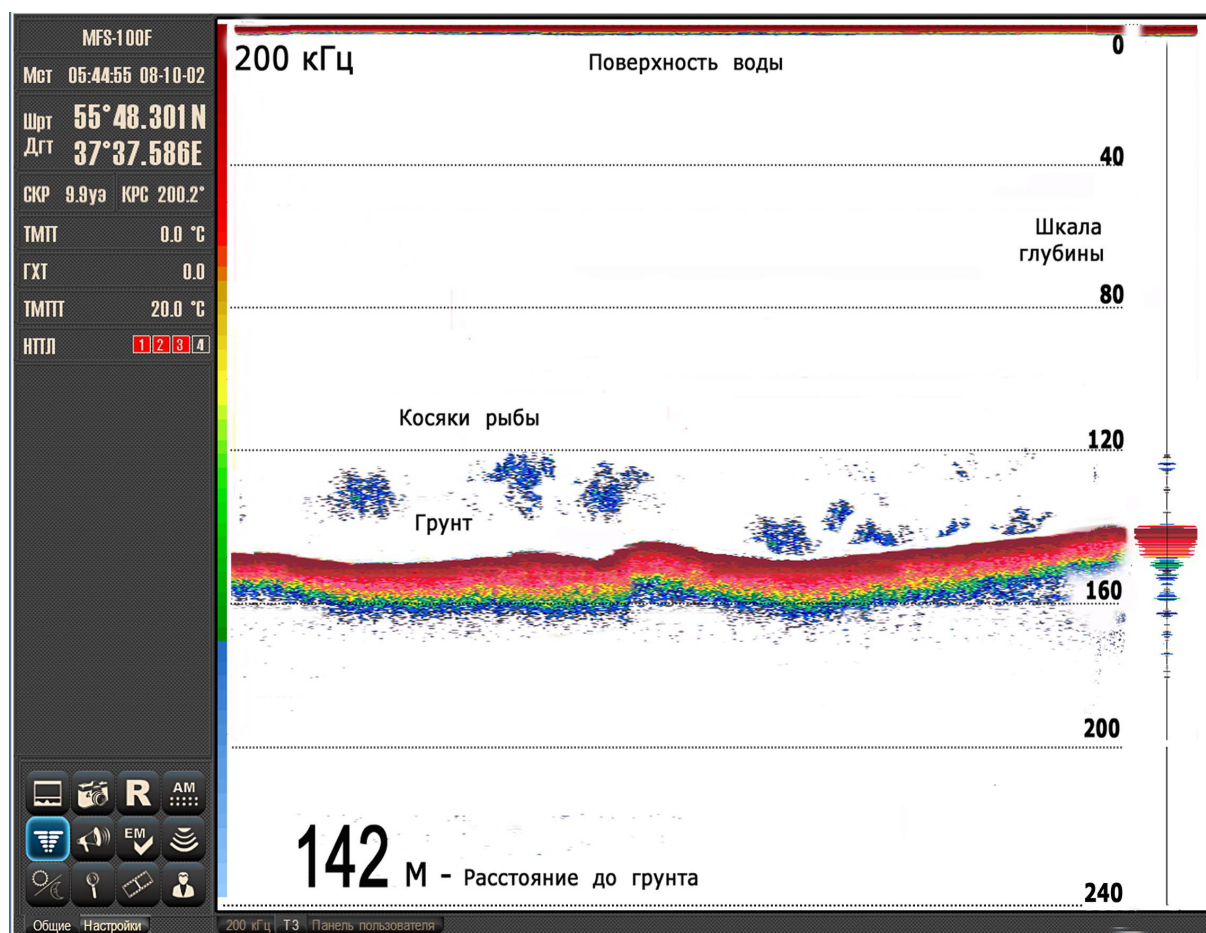 MFS-100F
Мст 05:44:55 08-10-02
Шрт 55°48.301N
Дгт 37°37.586E
СКР 9.9уз КРС 200.2°
ТМП 0.0 °C
ГХТ 0.0
ТМПТ 20.0 °C
НПЛ 1 2 3 4
R
AM
EM
Общие Настройки
200 кГц
Поверхность воды
0
40
Шкала
глубины
80
Косяки рыбы
120
Грунт
160
200
142 м - Расстояние до грунта
240
200 кГц ТЗ Панель пользователя